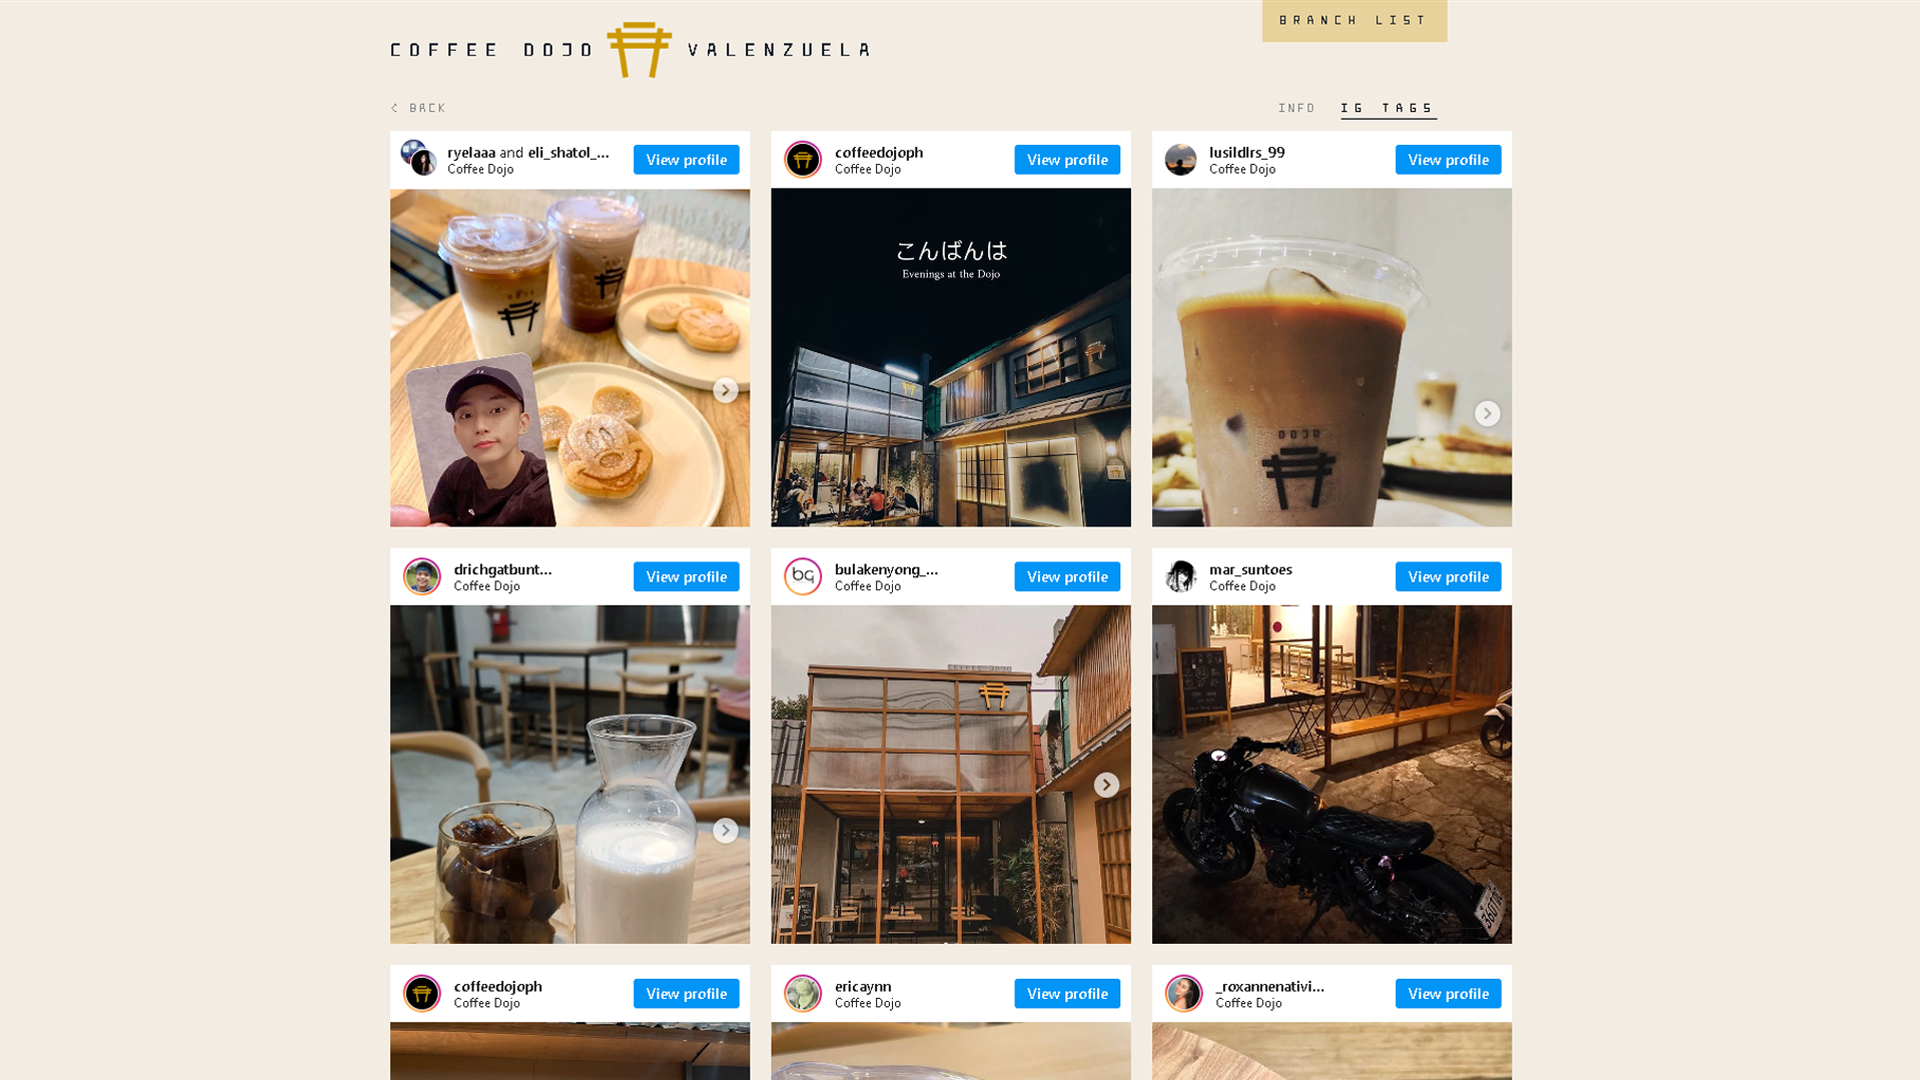 BRANCH LIST
COFFEE DOJO VALENZUELA
< BACK
INFO
IG TAGS
ryelaaa and eli_shatol_...
Coffee Dojo
View profile
coffeedojoph
Coffee Dojo
View profile
lusildlrs_99
Coffee Dojo
View profile
こんばんは
Evenings at the Dojo
DOJO
drichgatbunt...
Coffee Dojo
View profile
bulakenyong_...
Coffee Dojo
View profile
mar_suntoes
Coffee Dojo
View profile
bg
COFFEE DOJO
coffeedojoph
Coffee Dojo
View profile
ericaynn
Coffee Dojo
View profile
_roxannenativi...
Coffee Dojo
View profile